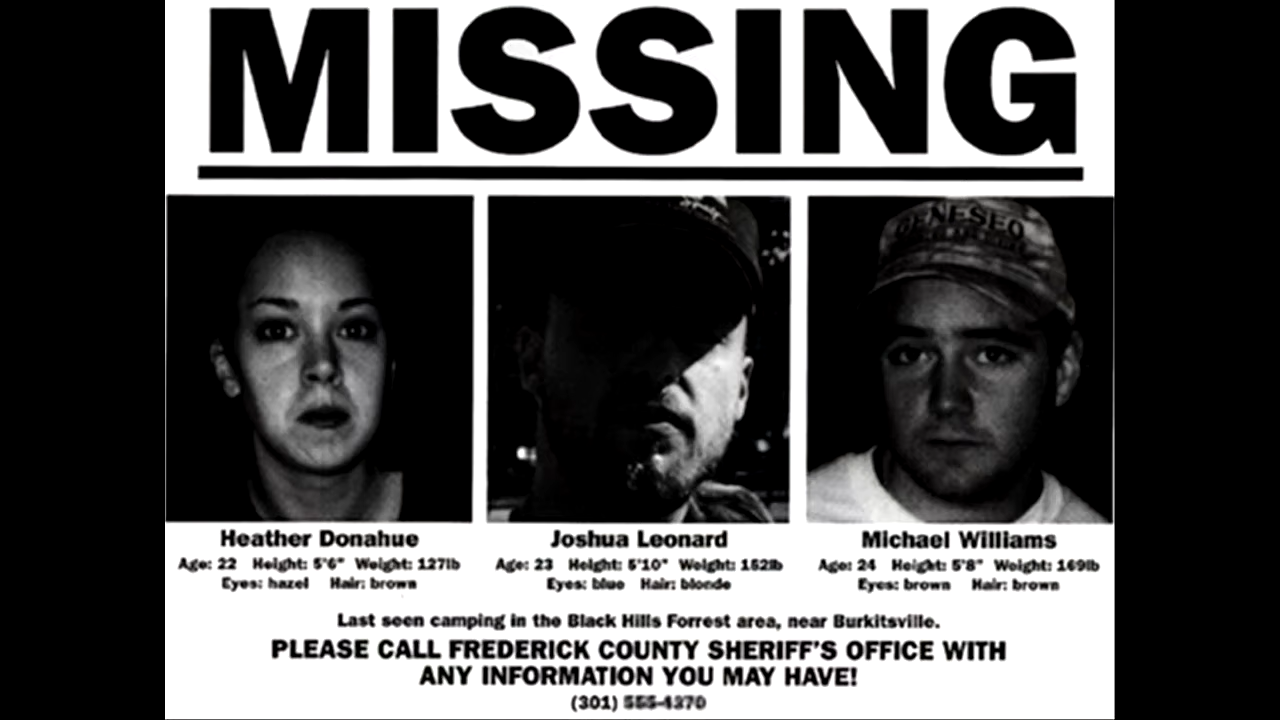 MISSING
GENESEO
Heather Donahue
Age: 22 Height: 5'6" Weight: 127lb
Eyes: hazel Hair: brown
Joshua Leonard
Age: 23 Height: 5'10" Weight: 152lb
Eyes: blue Hair: blonde
Michael Williams
Age: 24 Height: 5'8" Weight: 169lb
Eyes: brown Hair: brown
Last seen camping in the Black Hills Forrest area, near Burkitsville.
PLEASE CALL FREDERICK COUNTY SHERIFF'S OFFICE WITH
ANY INFORMATION YOU MAY HAVE!
(301)